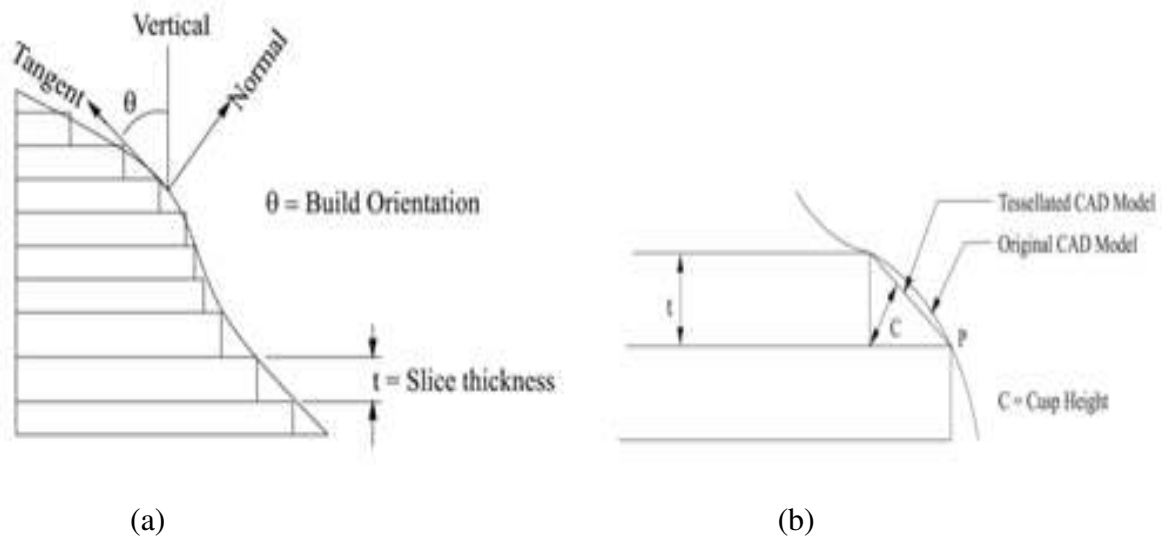 Vertical
Tangent
θ
Normal
θ = Build Orientation
t = Slice thickness
Tessellated CAD Model
Original CAD Model
t
C
P
C = Cusp Height
(a)
(b)